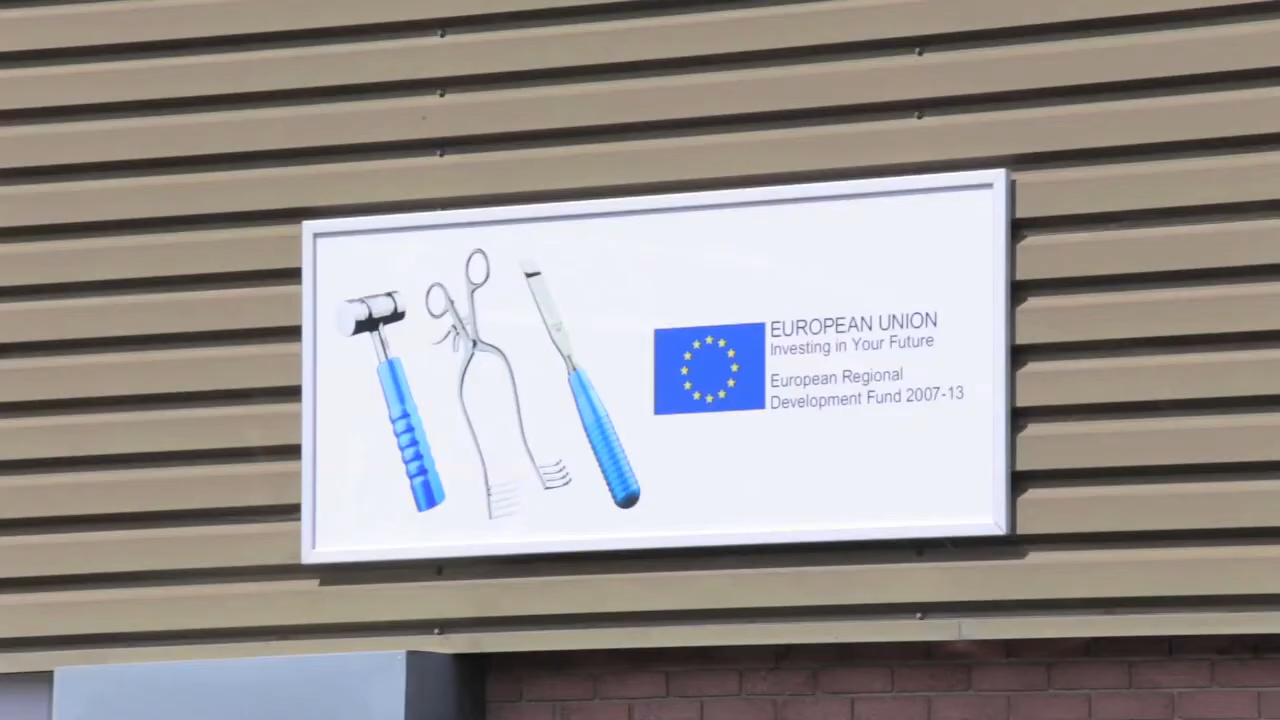 EUROPEAN UNION
Investing in Your Future
European Regional
Development Fund 2007-13